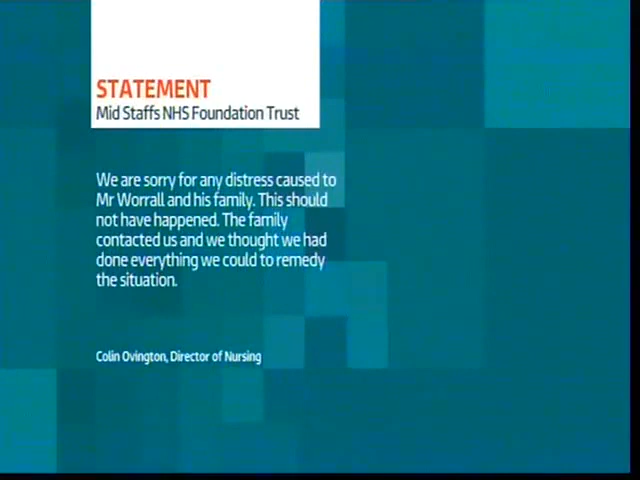 STATEMENT
Mid Staffs NHS Foundation Trust
We are sorry for any distress caused to
Mr Worrall and his family. This should
not have happened. The family
contacted us and we thought we had
done everything we could to remedy
the situation.
Colin Ovington, Director of Nursing